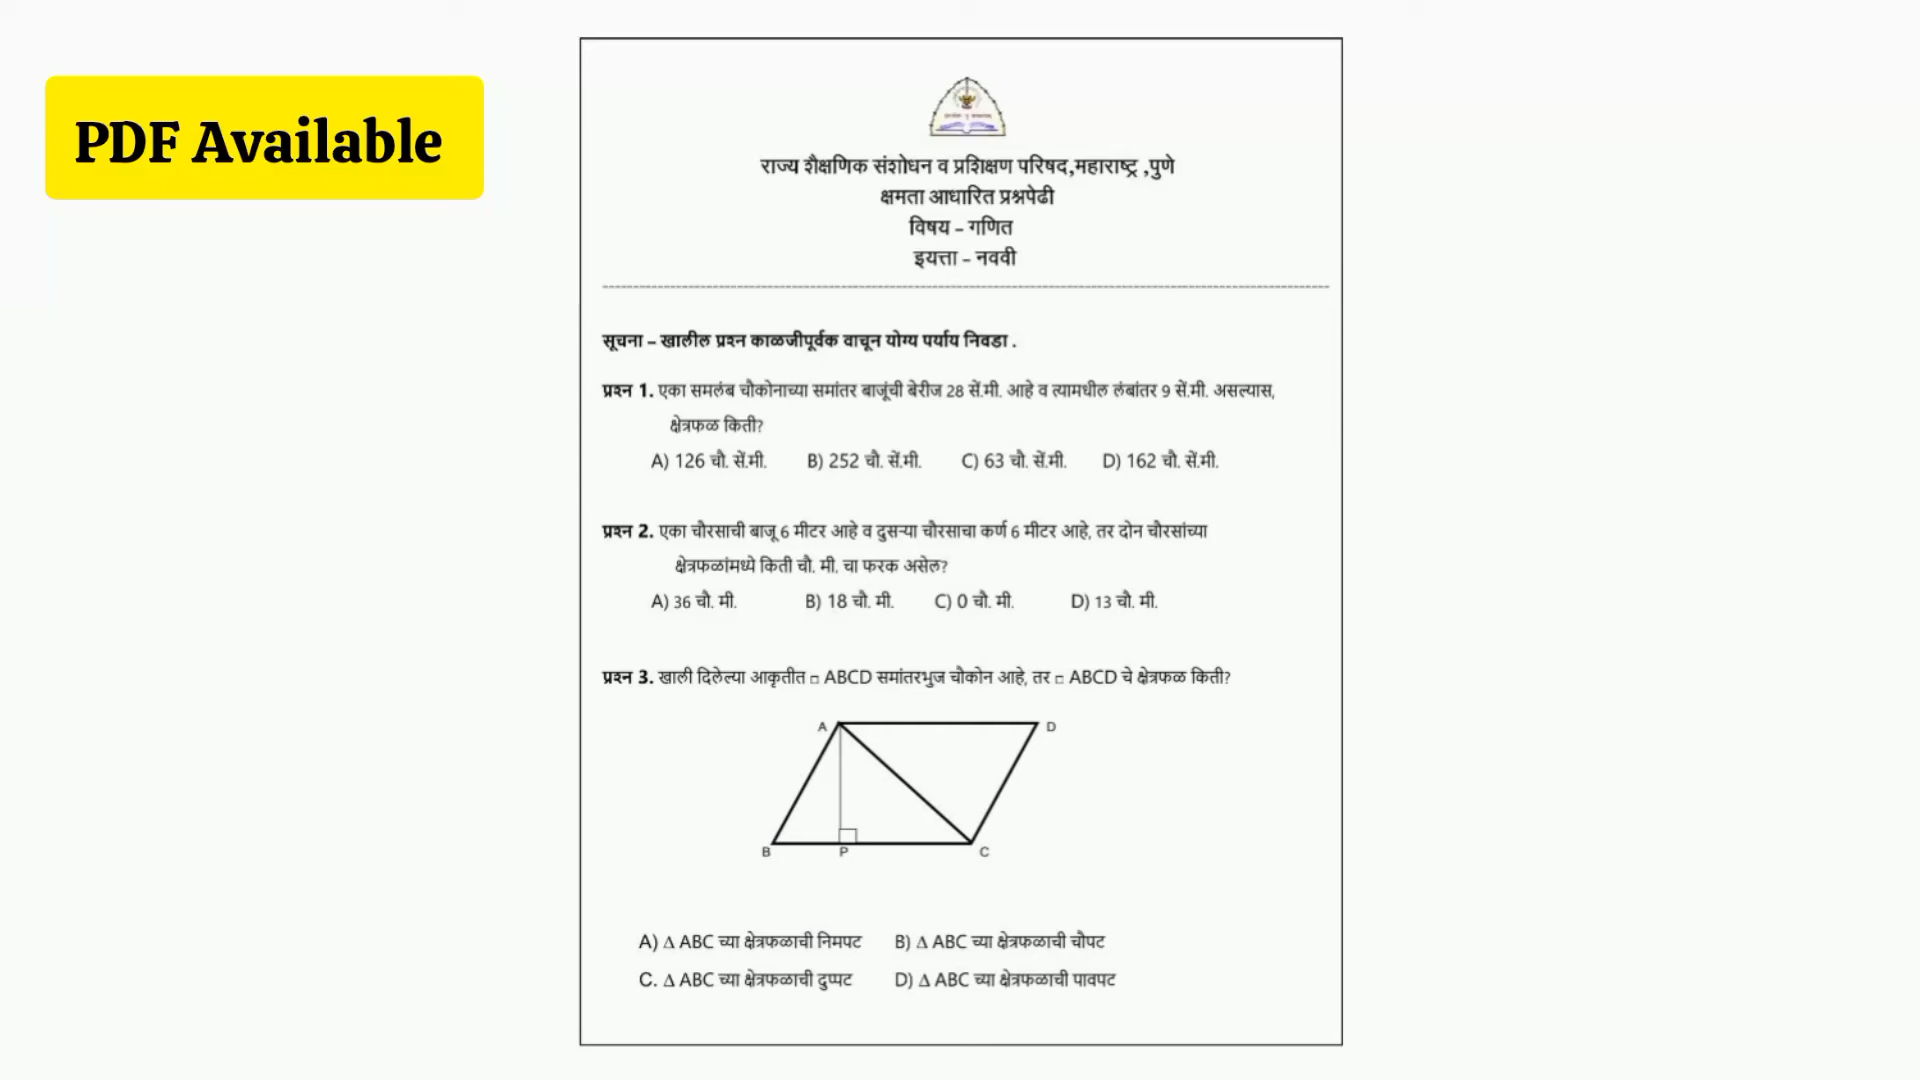 PDF Available
राज्य शैक्षणिक संशोधन व प्रशिक्षण परिषद,महाराष्ट्र ,पुणे
क्षमता आधारित प्रश्नपेढी
विषय – गणित
इयत्ता – नववी
सूचना – खालील प्रश्न काळजीपूर्वक वाचून योग्य पर्याय निवडा .
प्रश्न 1. एका समलंब चौकोनाच्या समांतर बाजूंची बेरीज 28 सें.मी. आहे व त्यामधील लंबांतर 9 सें.मी. असल्यास,
क्षेत्रफळ किती?
A) 126 चौ. सें.मी. B) 252 चौ. सें.मी. C) 63 चौ. सें.मी. D) 162 चौ. सें.मी.
प्रश्न 2. एका चौरसाची बाजू 6 मीटर आहे व दुसऱ्या चौरसाचा कर्ण 6 मीटर आहे, तर दोन चौरसांच्या
क्षेत्रफळांमध्ये किती चौ. मी. चा फरक असेल?
A) 36 चौ. मी. B) 18 चौ. मी. C) 0 चौ. मी. D) 13 चौ. मी.
प्रश्न 3. खाली दिलेल्या आकृतीत □ ABCD समांतरभुज चौकोन आहे, तर □ ABCD चे क्षेत्रफळ किती?
A D
B P C
A) Δ ABC च्या क्षेत्रफळाची निमपट B) Δ ABC च्या क्षेत्रफळाची चौपट
C. Δ ABC च्या क्षेत्रफळाची दुप्पट D) Δ ABC च्या क्षेत्रफळाची पावपट